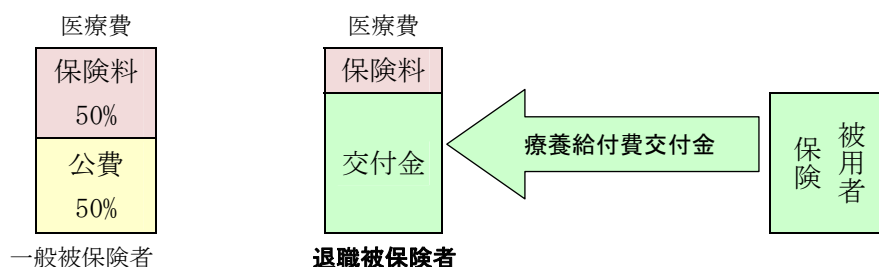 医療費
保険料
50%
公費
50%
一般被保険者
医療費
保険料
交付金
退職被保険者
療養給付費交付金
被用者
保険